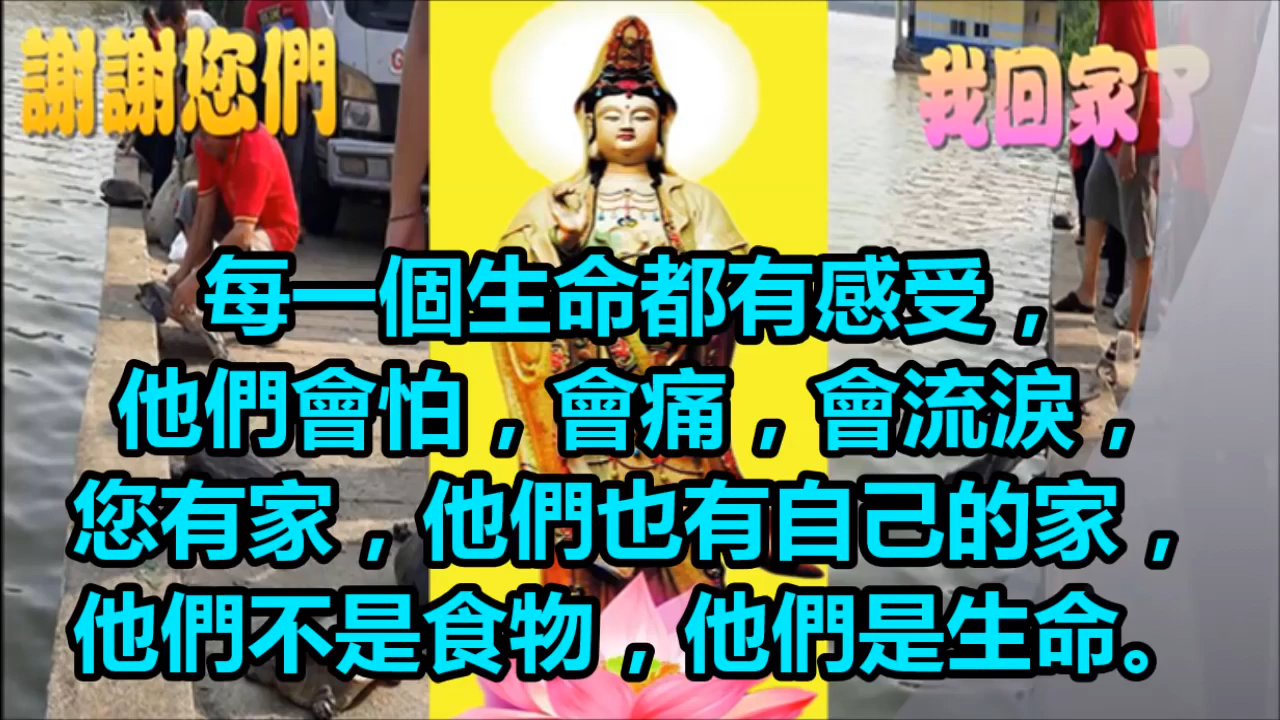 謝謝您們
我回家了
每一個生命都有感受，
他們會怕，會痛，會流淚，
您有家，他們也有自己的家，
他們不是食物，他們是生命。